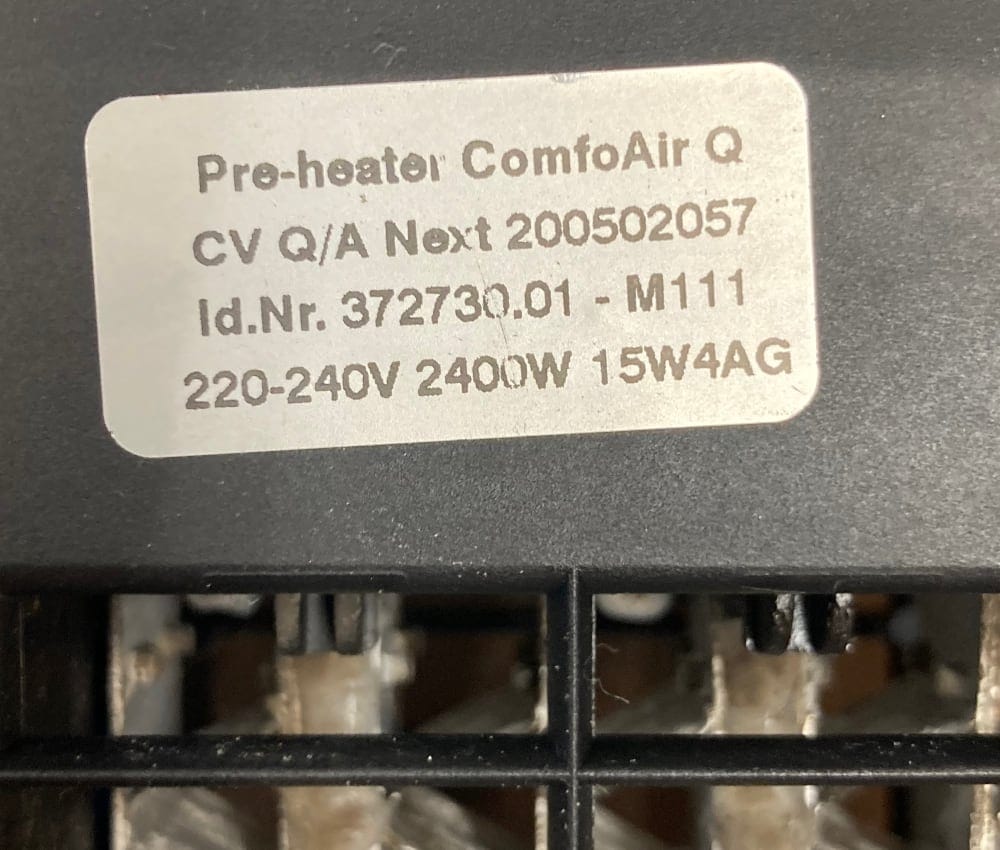 Pre-heater ComfoAir Q
CV Q/A Next 200502057
Id.Nr. 372730.01 - M111
220-240V 2400W 15W4AG